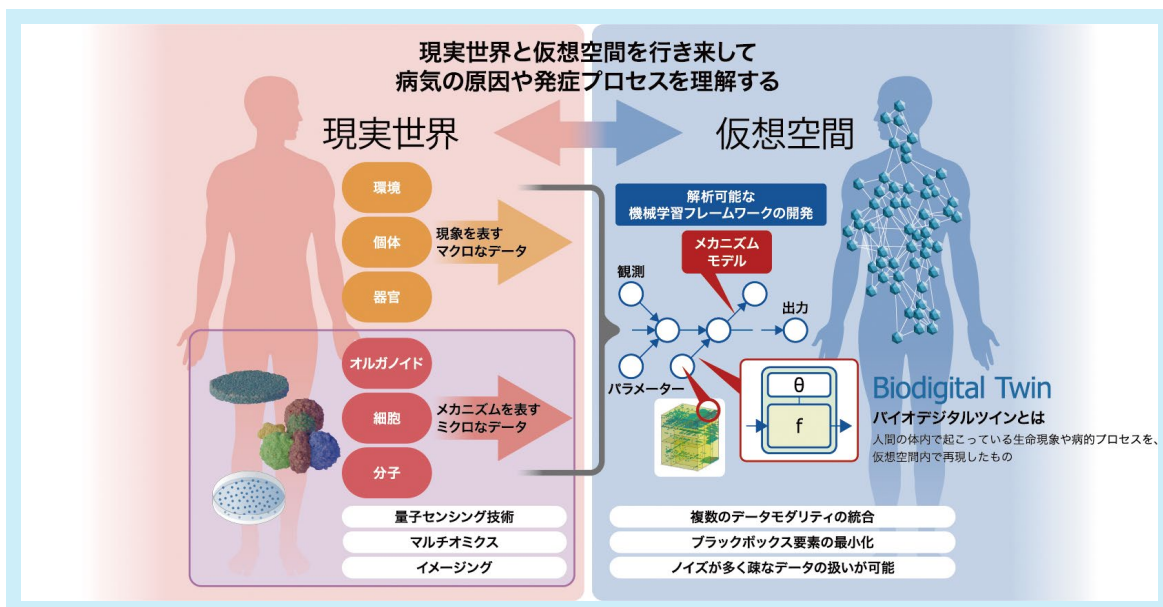 現実世界と仮想空間を行き来して
病気の原因や発症プロセスを理解する
現実世界
仮想空間
環境
個体
器官
現象を表す
マクロなデータ
オルガノイド
細胞
分子
メカニズムを表す
ミクロなデータ
量子センシング技術
マルチオミクス
イメージング
解析可能な
機械学習フレームワークの開発
メカニズム
モデル
観測
出力
パラメーター
θ
f
Biodigital Twin
バイオデジタルツインとは
人間の体内で起こっている生命現象や病的プロセスを、
仮想空間内で再現したもの
複数のデータモダリティの統合
ブラックボックス要素の最小化
ノイズが多く疎なデータの扱いが可能